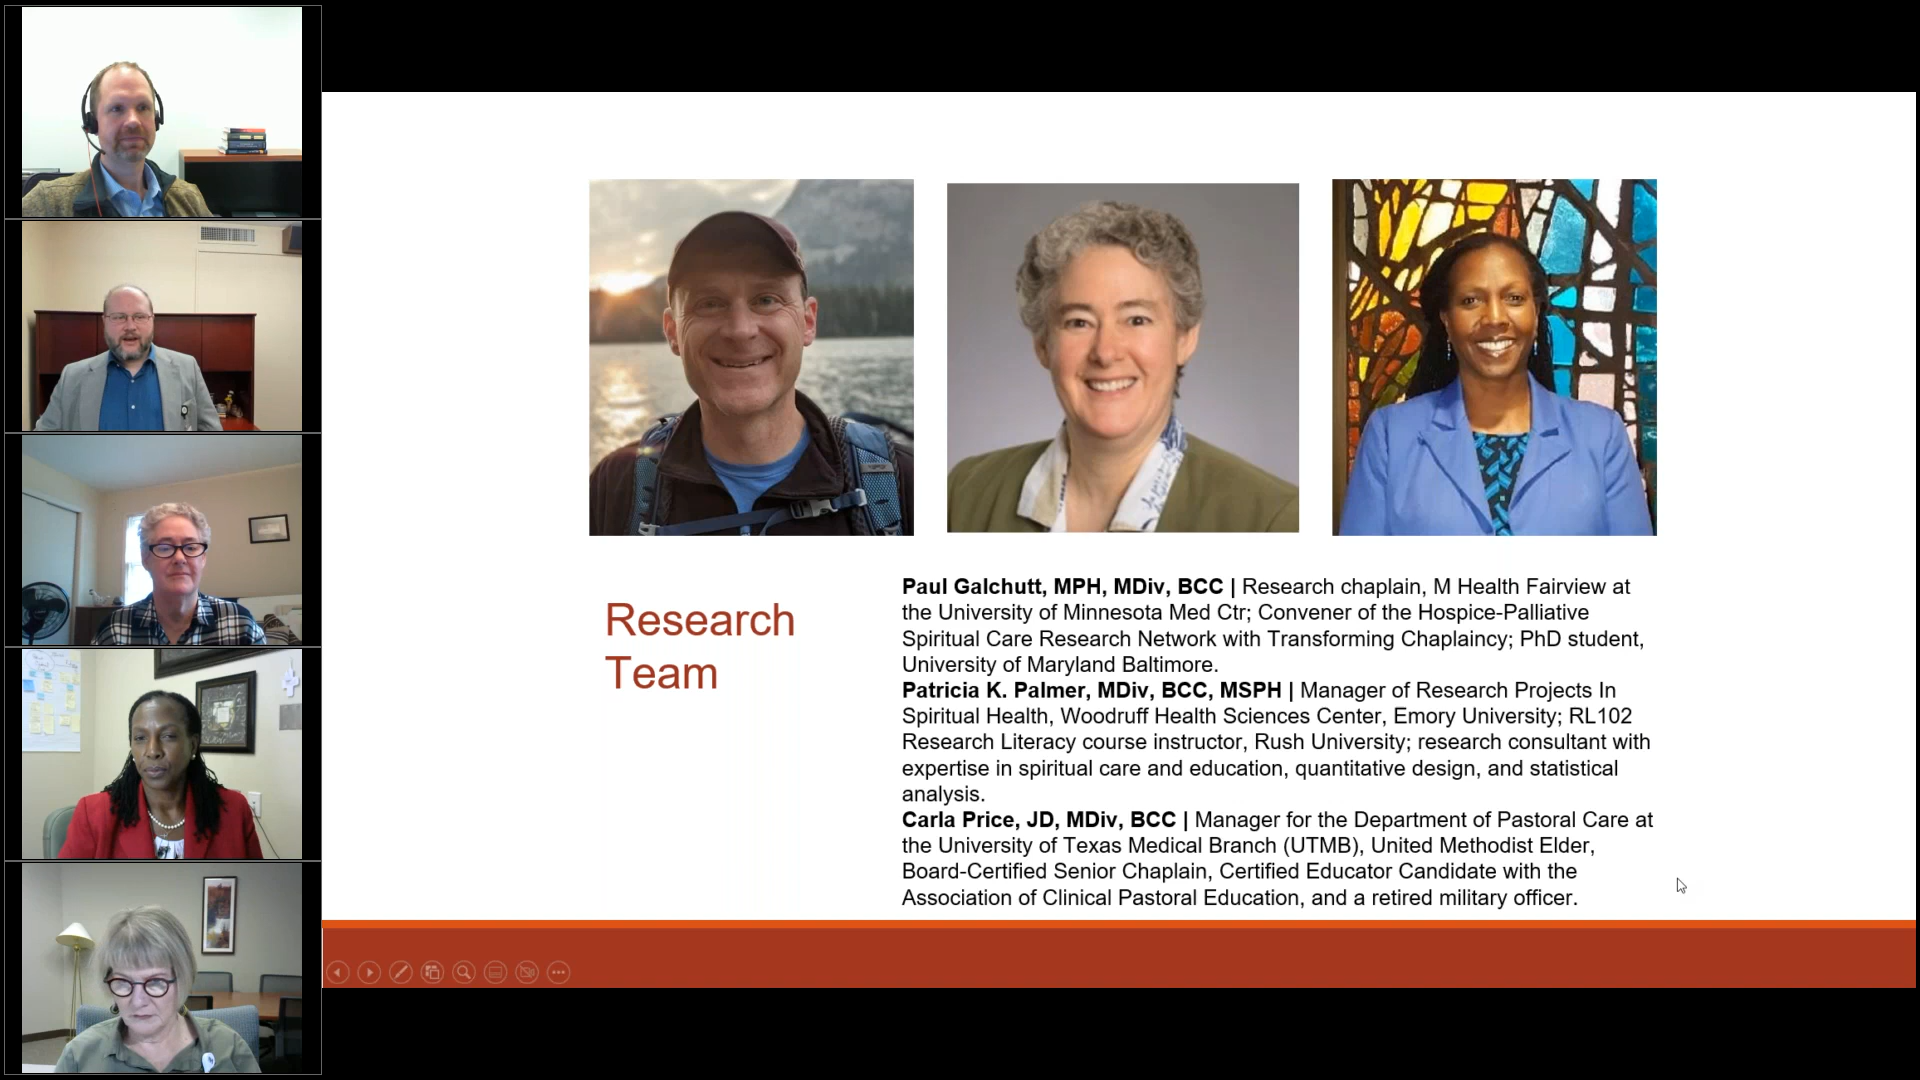 Research
Team
Paul Galchutt, MPH, MDiv, BCC | Research chaplain, M Health Fairview at
the University of Minnesota Med Ctr; Convener of the Hospice-Palliative
Spiritual Care Research Network with Transforming Chaplaincy; PhD student,
University of Maryland Baltimore.
Patricia K. Palmer, MDiv, BCC, MSPH | Manager of Research Projects In
Spiritual Health, Woodruff Health Sciences Center, Emory University; RL102
Research Literacy course instructor, Rush University; research consultant with
expertise in spiritual care and education, quantitative design, and statistical
analysis.
Carla Price, JD, MDiv, BCC | Manager for the Department of Pastoral Care at
the University of Texas Medical Branch (UTMB), United Methodist Elder,
Board-Certified Senior Chaplain, Certified Educator Candidate with the
Association of Clinical Pastoral Education, and a retired military officer.